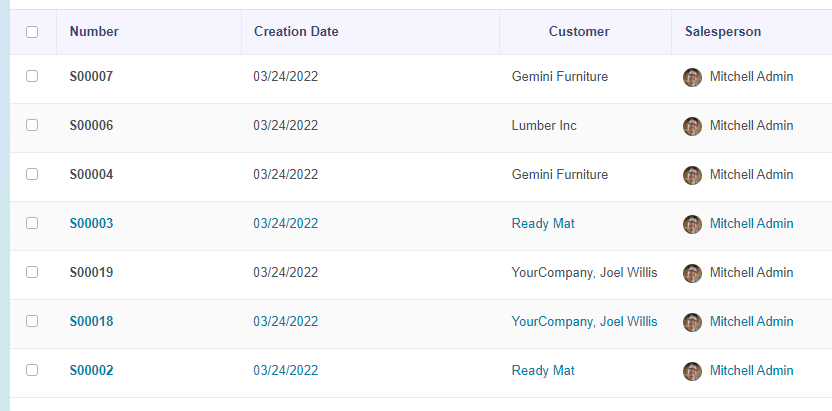 Number Creation Date Customer Salesperson
S00007 03/24/2022 Gemini Furniture Mitchell Admin
S00006 03/24/2022 Lumber Inc Mitchell Admin
S00004 03/24/2022 Gemini Furniture Mitchell Admin
S00003 03/24/2022 Ready Mat Mitchell Admin
S00019 03/24/2022 YourCompany, Joel Willis Mitchell Admin
S00018 03/24/2022 YourCompany, Joel Willis Mitchell Admin
S00002 03/24/2022 Ready Mat Mitchell Admin